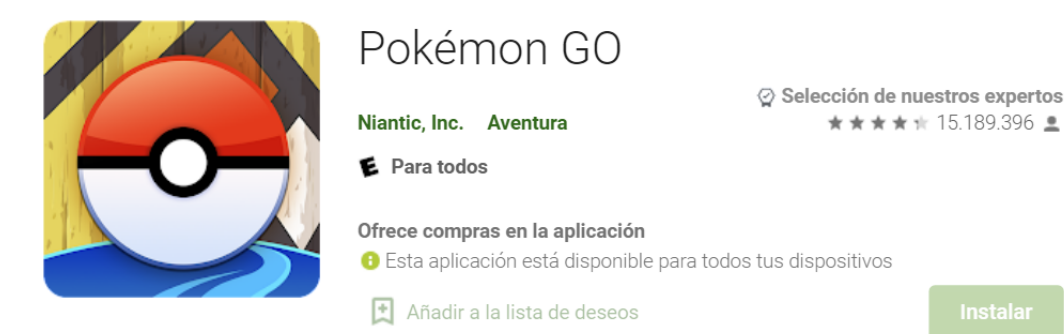 Pokémon GO
Selección de nuestros expertos
Niantic, Inc. Aventura
15.189.396
E Para todos
Ofrece compras en la aplicación
Esta aplicación está disponible para todos tus dispositivos
Añadir a la lista de deseos
Instalar